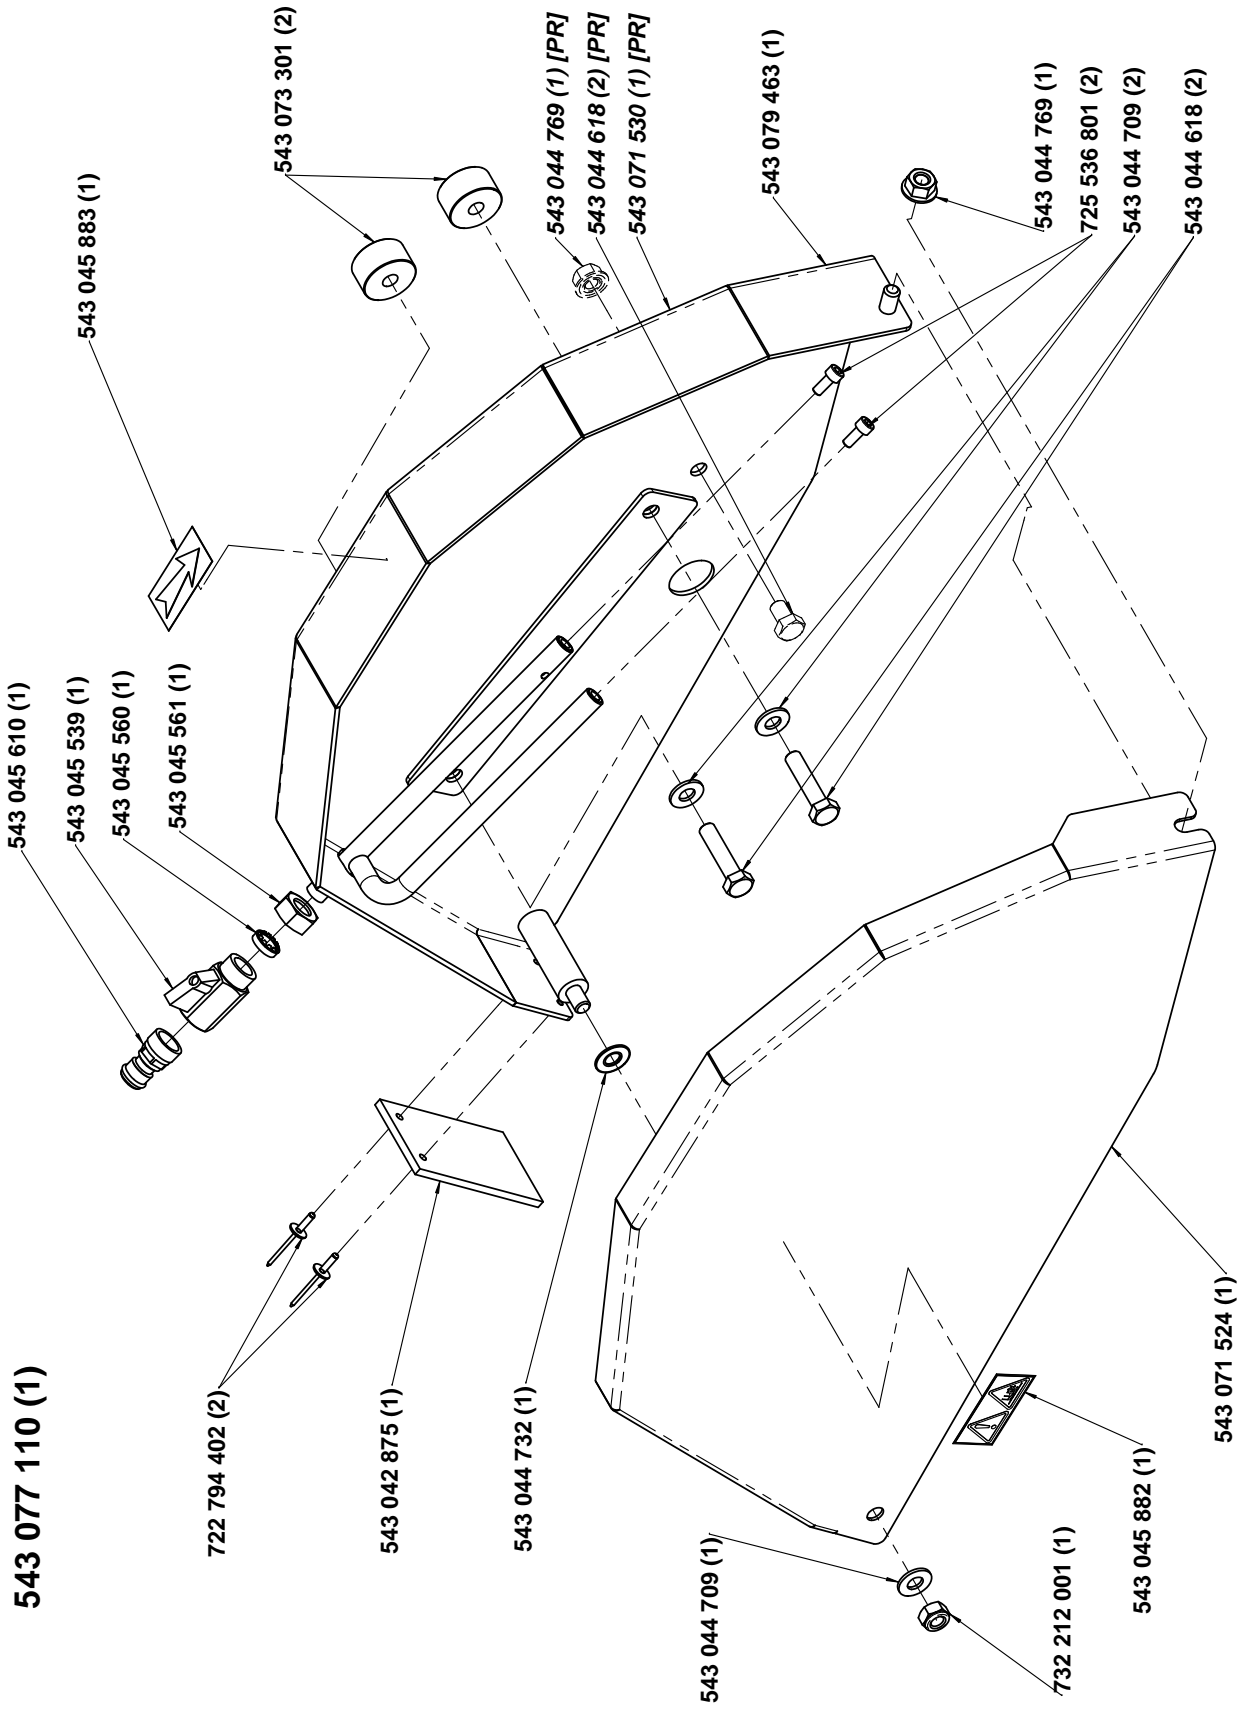 543 077 110 (1)
543 045 610 (1)
543 045 539 (1)
543 045 560 (1)
543 045 561 (1)
543 045 883 (1)
543 073 301 (2)
543 044 769 (1) [PR]
543 044 618 (2) [PR]
543 071 530 (1) [PR]
543 079 463 (1)
543 044 769 (1)
725 536 801 (2)
543 044 709 (2)
543 044 618 (2)
722 794 402 (2)
543 042 875 (1)
543 044 732 (1)
543 044 709 (1)
732 212 001 (1)
543 045 882 (1)
543 071 524 (1)